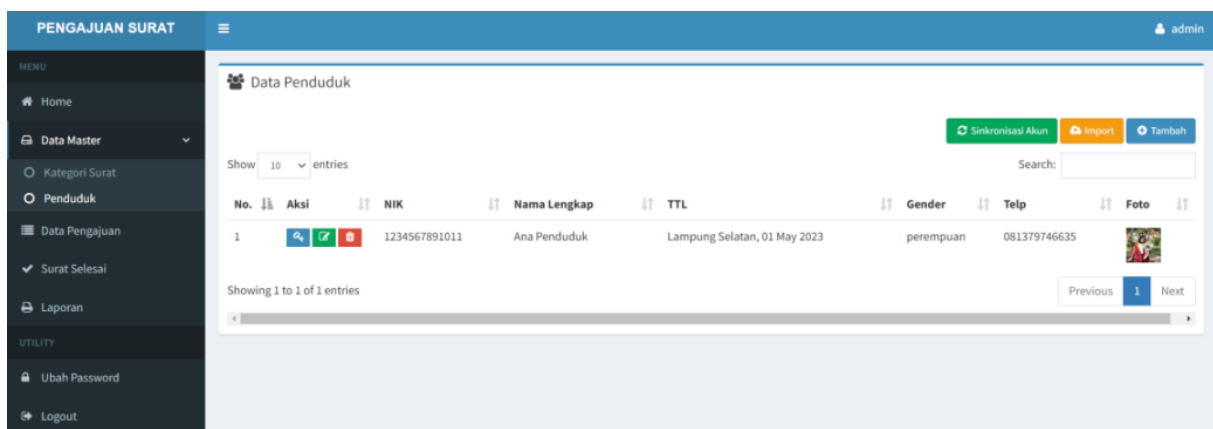 PENGAJUAN SURAT
admin
MENU
Home
Data Master
Kategori Surat
Penduduk
Data Pengajuan
Surat Selesai
Laporan
UTILITY
Ubah Password
Logout
Data Penduduk
Sinkronisasi Akun Import Tambah
Show 10 entries Search:
No. Aksi NIK Nama Lengkap TTL Gender Telp Foto
1 1234567891011 Ana Penduduk Lampung Selatan, 01 May 2023 perempuan 081379746635
Showing 1 to 1 of 1 entries Previous 1 Next